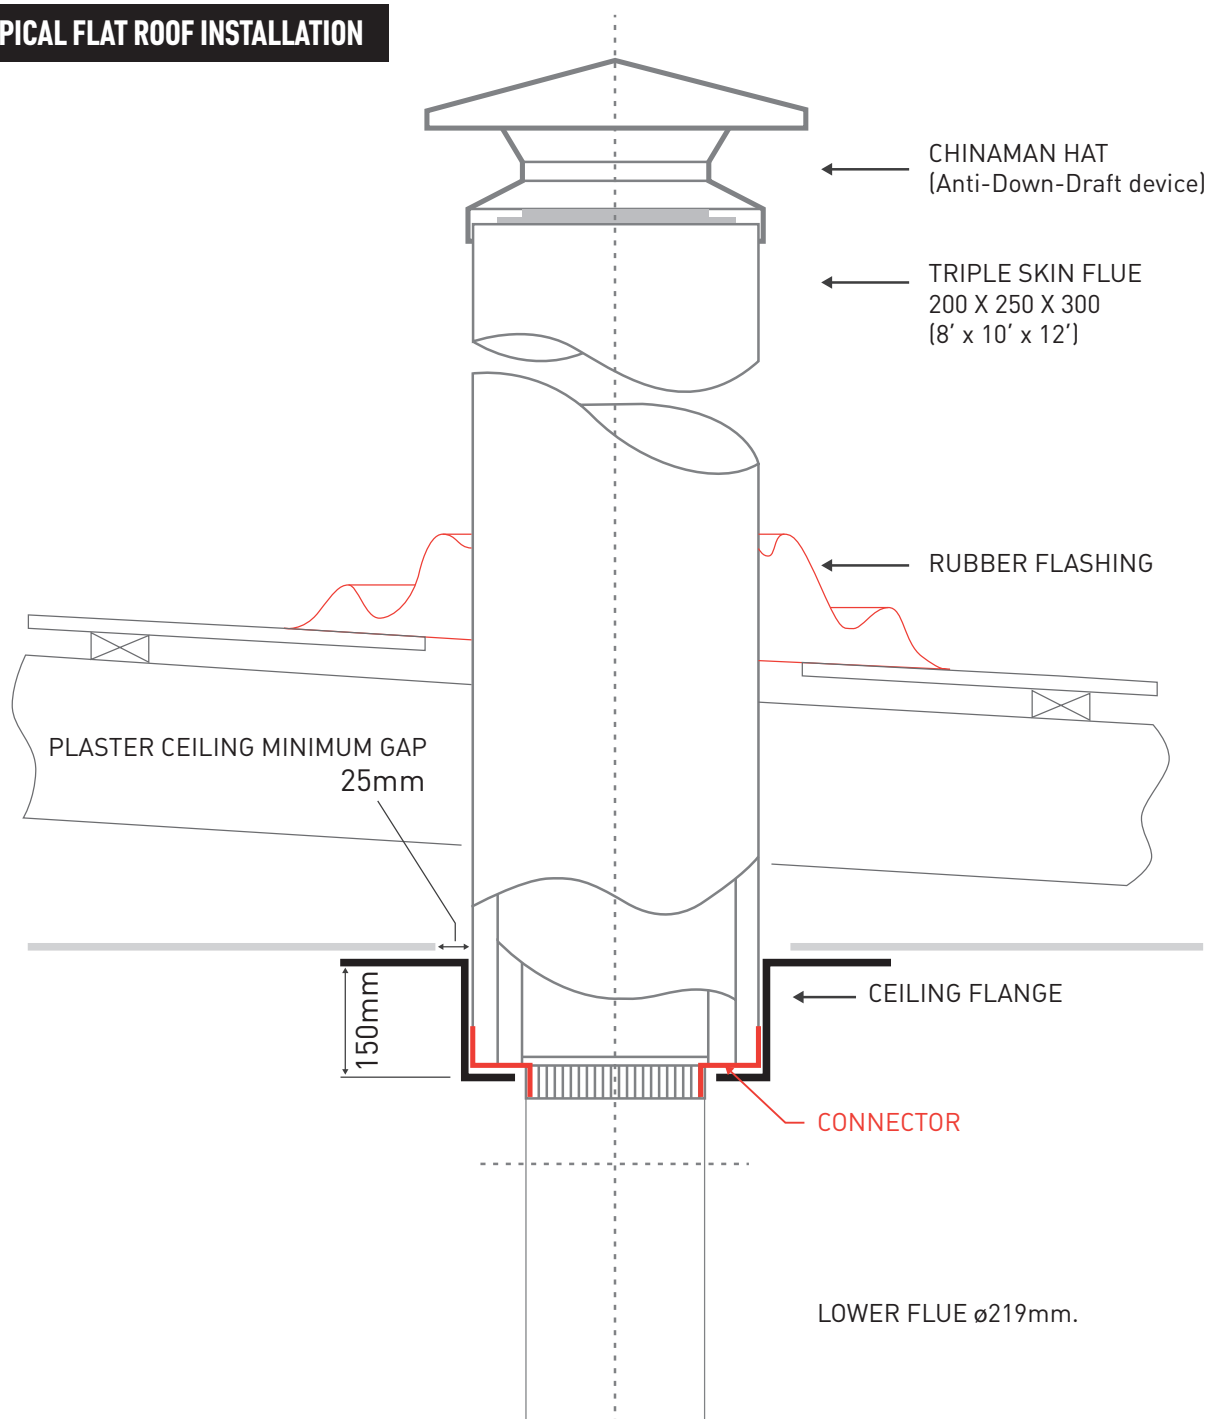 PICAL FLAT ROOF INSTALLATION
CHINAMAN HAT
(Anti-Down-Draft device)
TRIPLE SKIN FLUE
200 X 250 X 300
(8’ x 10’ x 12’)
RUBBER FLASHING
PLASTER CEILING MINIMUM GAP
25mm
150mm
CEILING FLANGE
CONNECTOR
LOWER FLUE ø219mm.